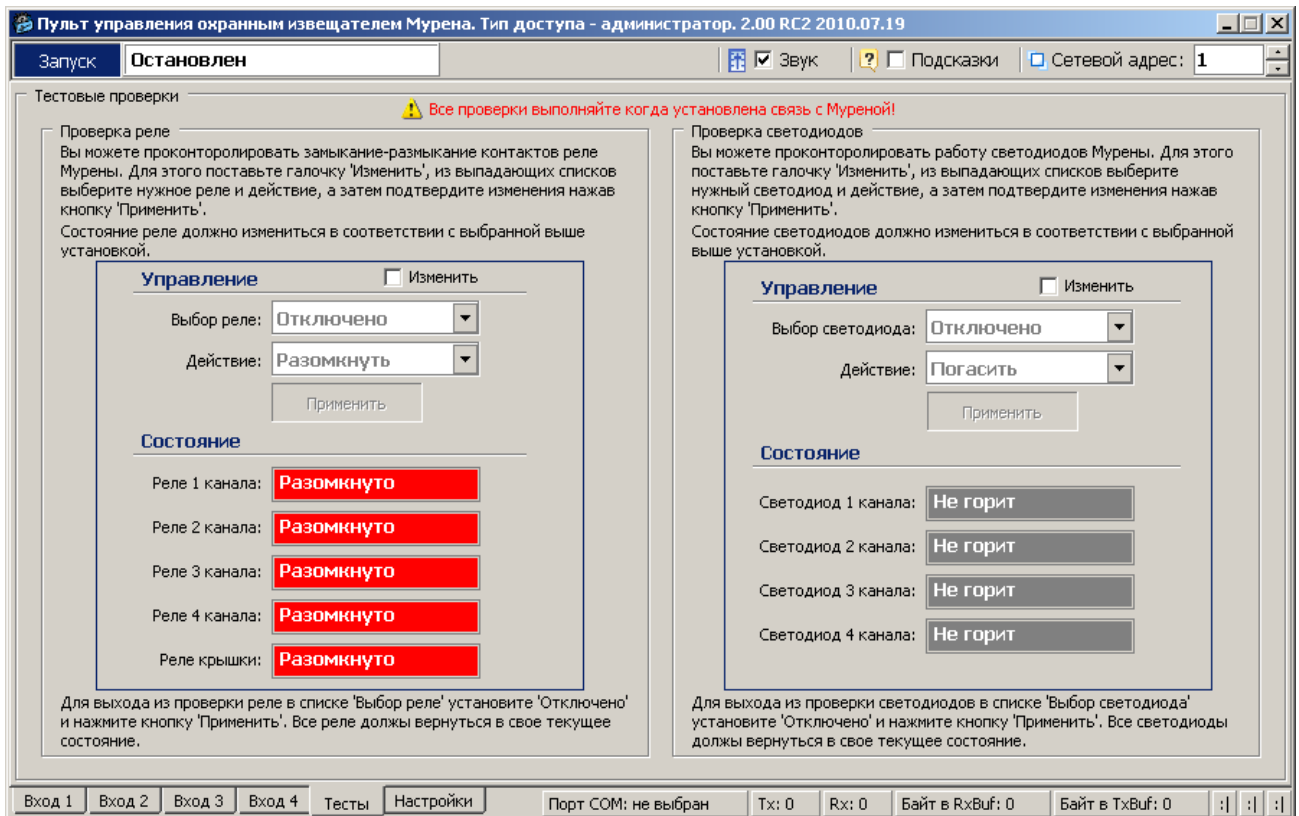 Пульт управления охранным извещателем Мурена. Тип доступа - администратор. 2.00 RC2 2010.07.19
Запуск Остановлен Звук Подсказки Сетевой адрес: 1
Тестовые проверки
Все проверки выполняйте когда установлена связь с Муреной!
Проверка реле
Вы можете проконторолировать замыкание-размыкание контактов реле
Мурены. Для этого поставьте галочку 'Изменить', из выпадающих списков
выберите нужное реле и действие, а затем подтвердите изменения нажав
кнопку 'Применить'.
Состояние реле должно измениться в соответствии с выбранной выше
установкой.
Управление Изменить
Выбор реле: Отключено
Действие: Разомкнуть
Применить
Состояние
Реле 1 канала: Разомкнуто
Реле 2 канала: Разомкнуто
Реле 3 канала: Разомкнуто
Реле 4 канала: Разомкнуто
Реле крышки: Разомкнуто
Для выхода из проверки реле в списке 'Выбор реле' установите 'Отключено'
и нажмите кнопку 'Применить'. Все реле должы вернуться в свое текущее
состояние.
Проверка светодиодов
Вы можете проконторолировать работу светодиодов Мурены. Для этого
поставьте галочку 'Изменить', из выпадающих списков выберите
нужный светодиод и действие, а затем подтвердите изменения нажав
кнопку 'Применить'.
Состояние светодиодов должно измениться в соответствии с выбранной
выше установкой.
Управление Изменить
Выбор светодиода: Отключено
Действие: Погасить
Применить
Состояние
Светодиод 1 канала: Не горит
Светодиод 2 канала: Не горит
Светодиод 3 канала: Не горит
Светодиод 4 канала: Не горит
Для выхода из проверки светодиодов в списке 'Выбор светодиода'
установите 'Отключено' и нажмите кнопку 'Применить'. Все светодиоды
должы вернуться в свое текущее состояние.
Вход 1 Вход 2 Вход 3 Вход 4 Тесты Настройки Порт COM: не выбран Tx: 0 Rx: 0 Байт в RxBuf: 0 Байт в TxBuf: 0 :| :| :|